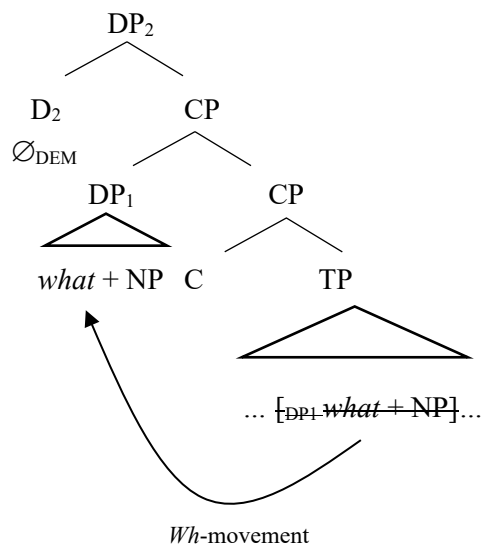 DP₂
D₂ CP
∅DEM
DP₁ CP
what + NP C TP
... [DP1 what + NP]...
Wh-movement